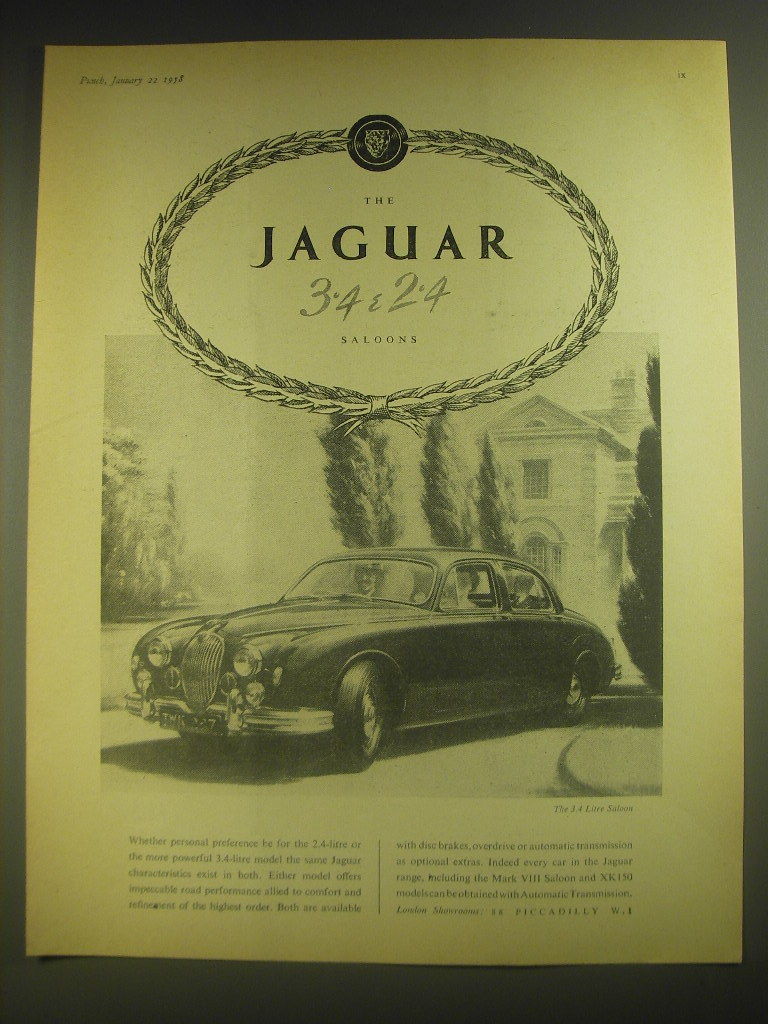 Punch, January 22 1958
ix
THE
JAGUAR
3·4 & 2·4
SALOONS
The 3.4 Litre Saloon
Whether personal preference be for the 2.4-litre or
the more powerful 3.4-litre model the same Jaguar
characteristics exist in both. Either model offers
impeccable road performance allied to comfort and
refinement of the highest order. Both are available
with disc brakes, overdrive or automatic transmission
as optional extras. Indeed every car in the Jaguar
range, including the Mark VIII Saloon and XK150
models can be obtained with Automatic Transmission.
London Showrooms: 88 PICCADILLY W.1